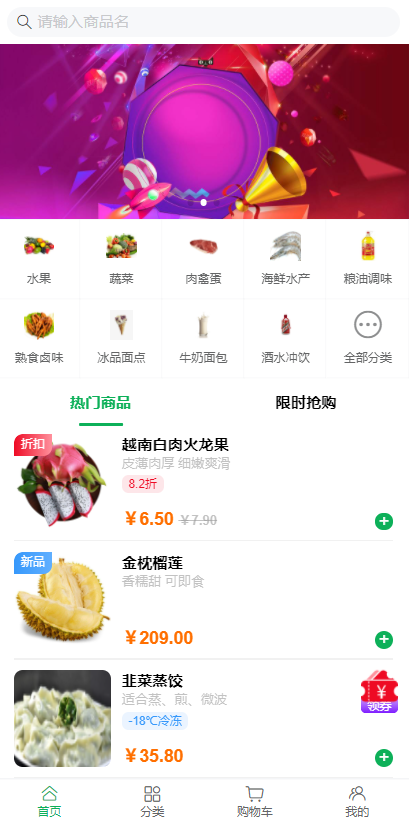 请输入商品名
水果
蔬菜
肉禽蛋
海鲜水产
粮油调味
熟食卤味
冰品面点
牛奶面包
酒水冲饮
全部分类
热门商品
限时抢购
折扣
越南白肉火龙果
皮薄肉厚 细嫩爽滑
8.2折
¥6.50 ¥7.90
新品
金枕榴莲
香糯甜 可即食
¥209.00
韭菜蒸饺
适合蒸、煎、微波
-18℃冷冻
¥
领券
¥35.80
首页
分类
购物车
我的